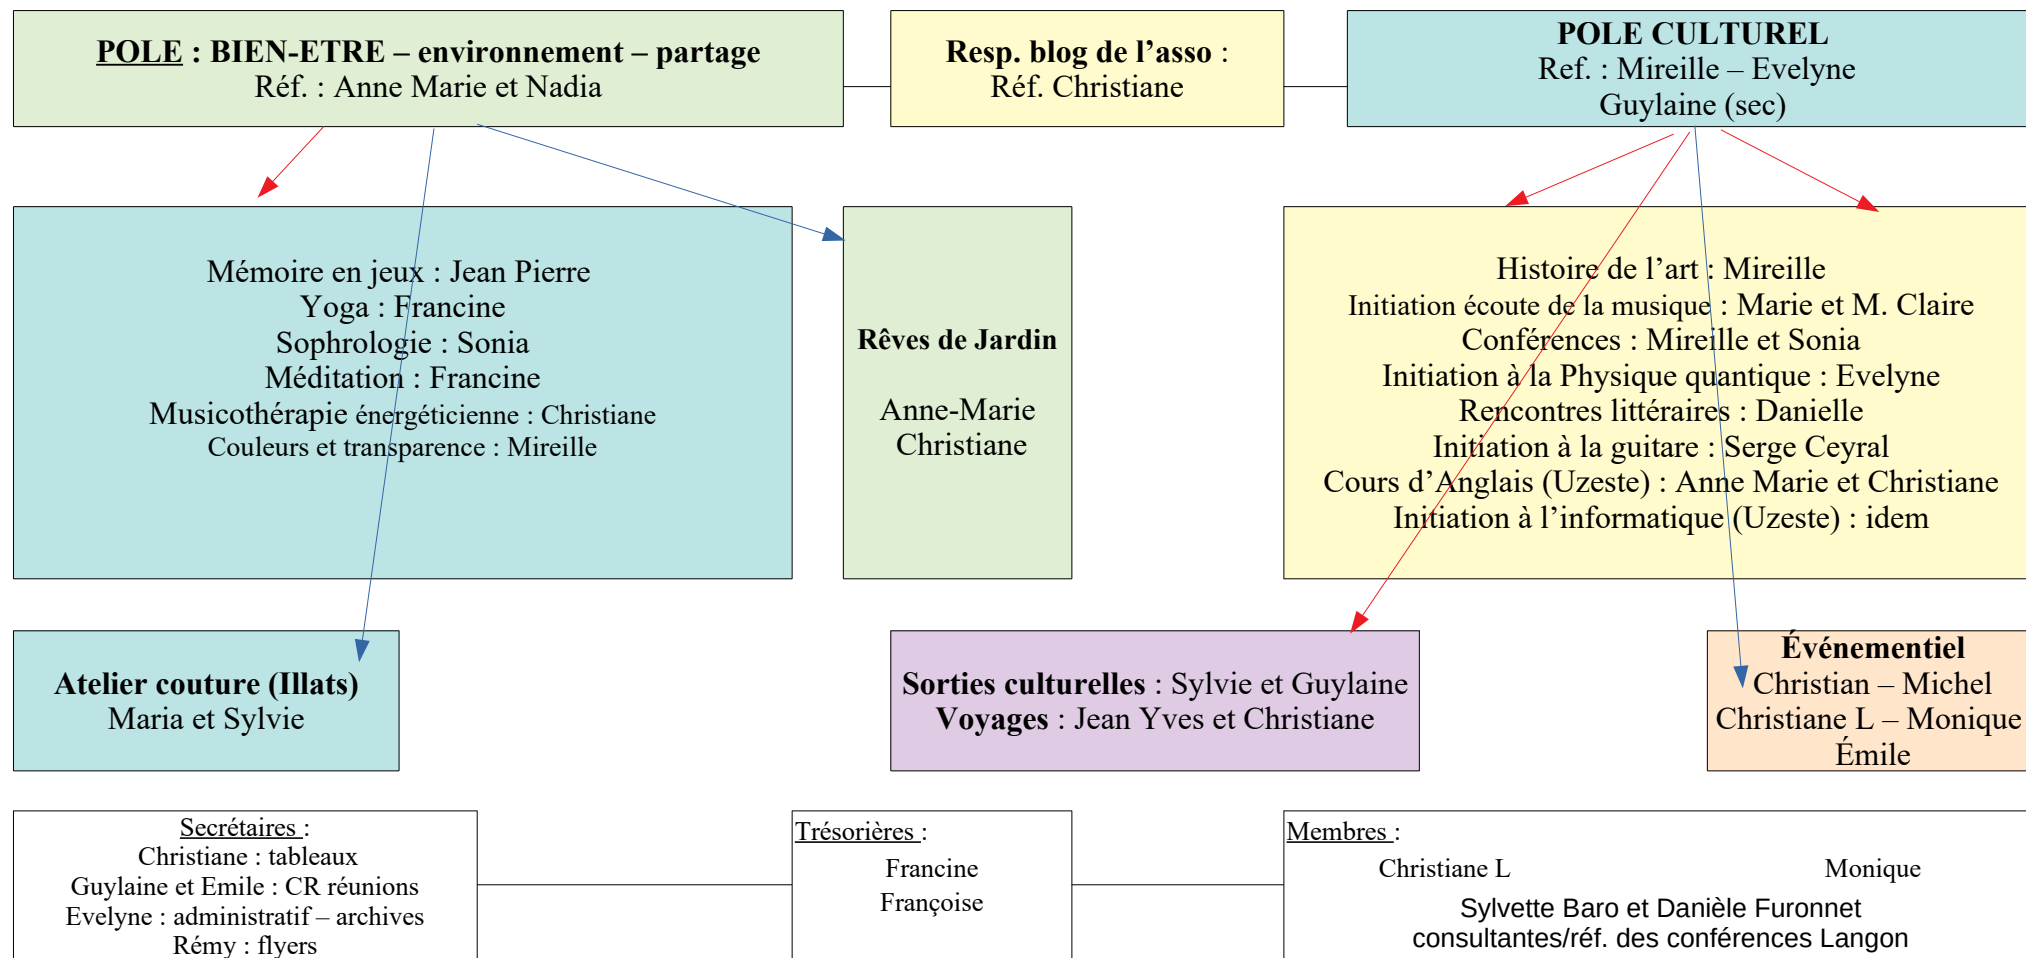 POLE : BIEN-ETRE – environnement – partage
Réf. : Anne Marie et Nadia
Resp. blog de l’asso :
Réf. Christiane
POLE CULTUREL
Ref. : Mireille – Evelyne
Guylaine (sec)
Mémoire en jeux : Jean Pierre
Yoga : Francine
Sophrologie : Sonia
Méditation : Francine
Musicothérapie énergéticienne : Christiane
Couleurs et transparence : Mireille
Rêves de Jardin
Anne-Marie
Christiane
Histoire de l’art : Mireille
Initiation écoute de la musique : Marie et M. Claire
Conférences : Mireille et Sonia
Initiation à la Physique quantique : Evelyne
Rencontres littéraires : Danielle
Initiation à la guitare : Serge Ceyral
Cours d’Anglais (Uzeste) : Anne Marie et Christiane
Initiation à l’informatique (Uzeste) : idem
Atelier couture (Illats)
Maria et Sylvie
Sorties culturelles : Sylvie et Guylaine
Voyages : Jean Yves et Christiane
Événementiel
Christian – Michel
Christiane L – Monique
Émile
Secrétaires :
Christiane : tableaux
Guylaine et Emile : CR réunions
Evelyne : administratif – archives
Rémy : flyers
Trésorières :
Francine
Françoise
Membres :
Christiane L Monique
Sylvette Baro et Danièle Furonnet
consultantes/réf. des conférences Langon